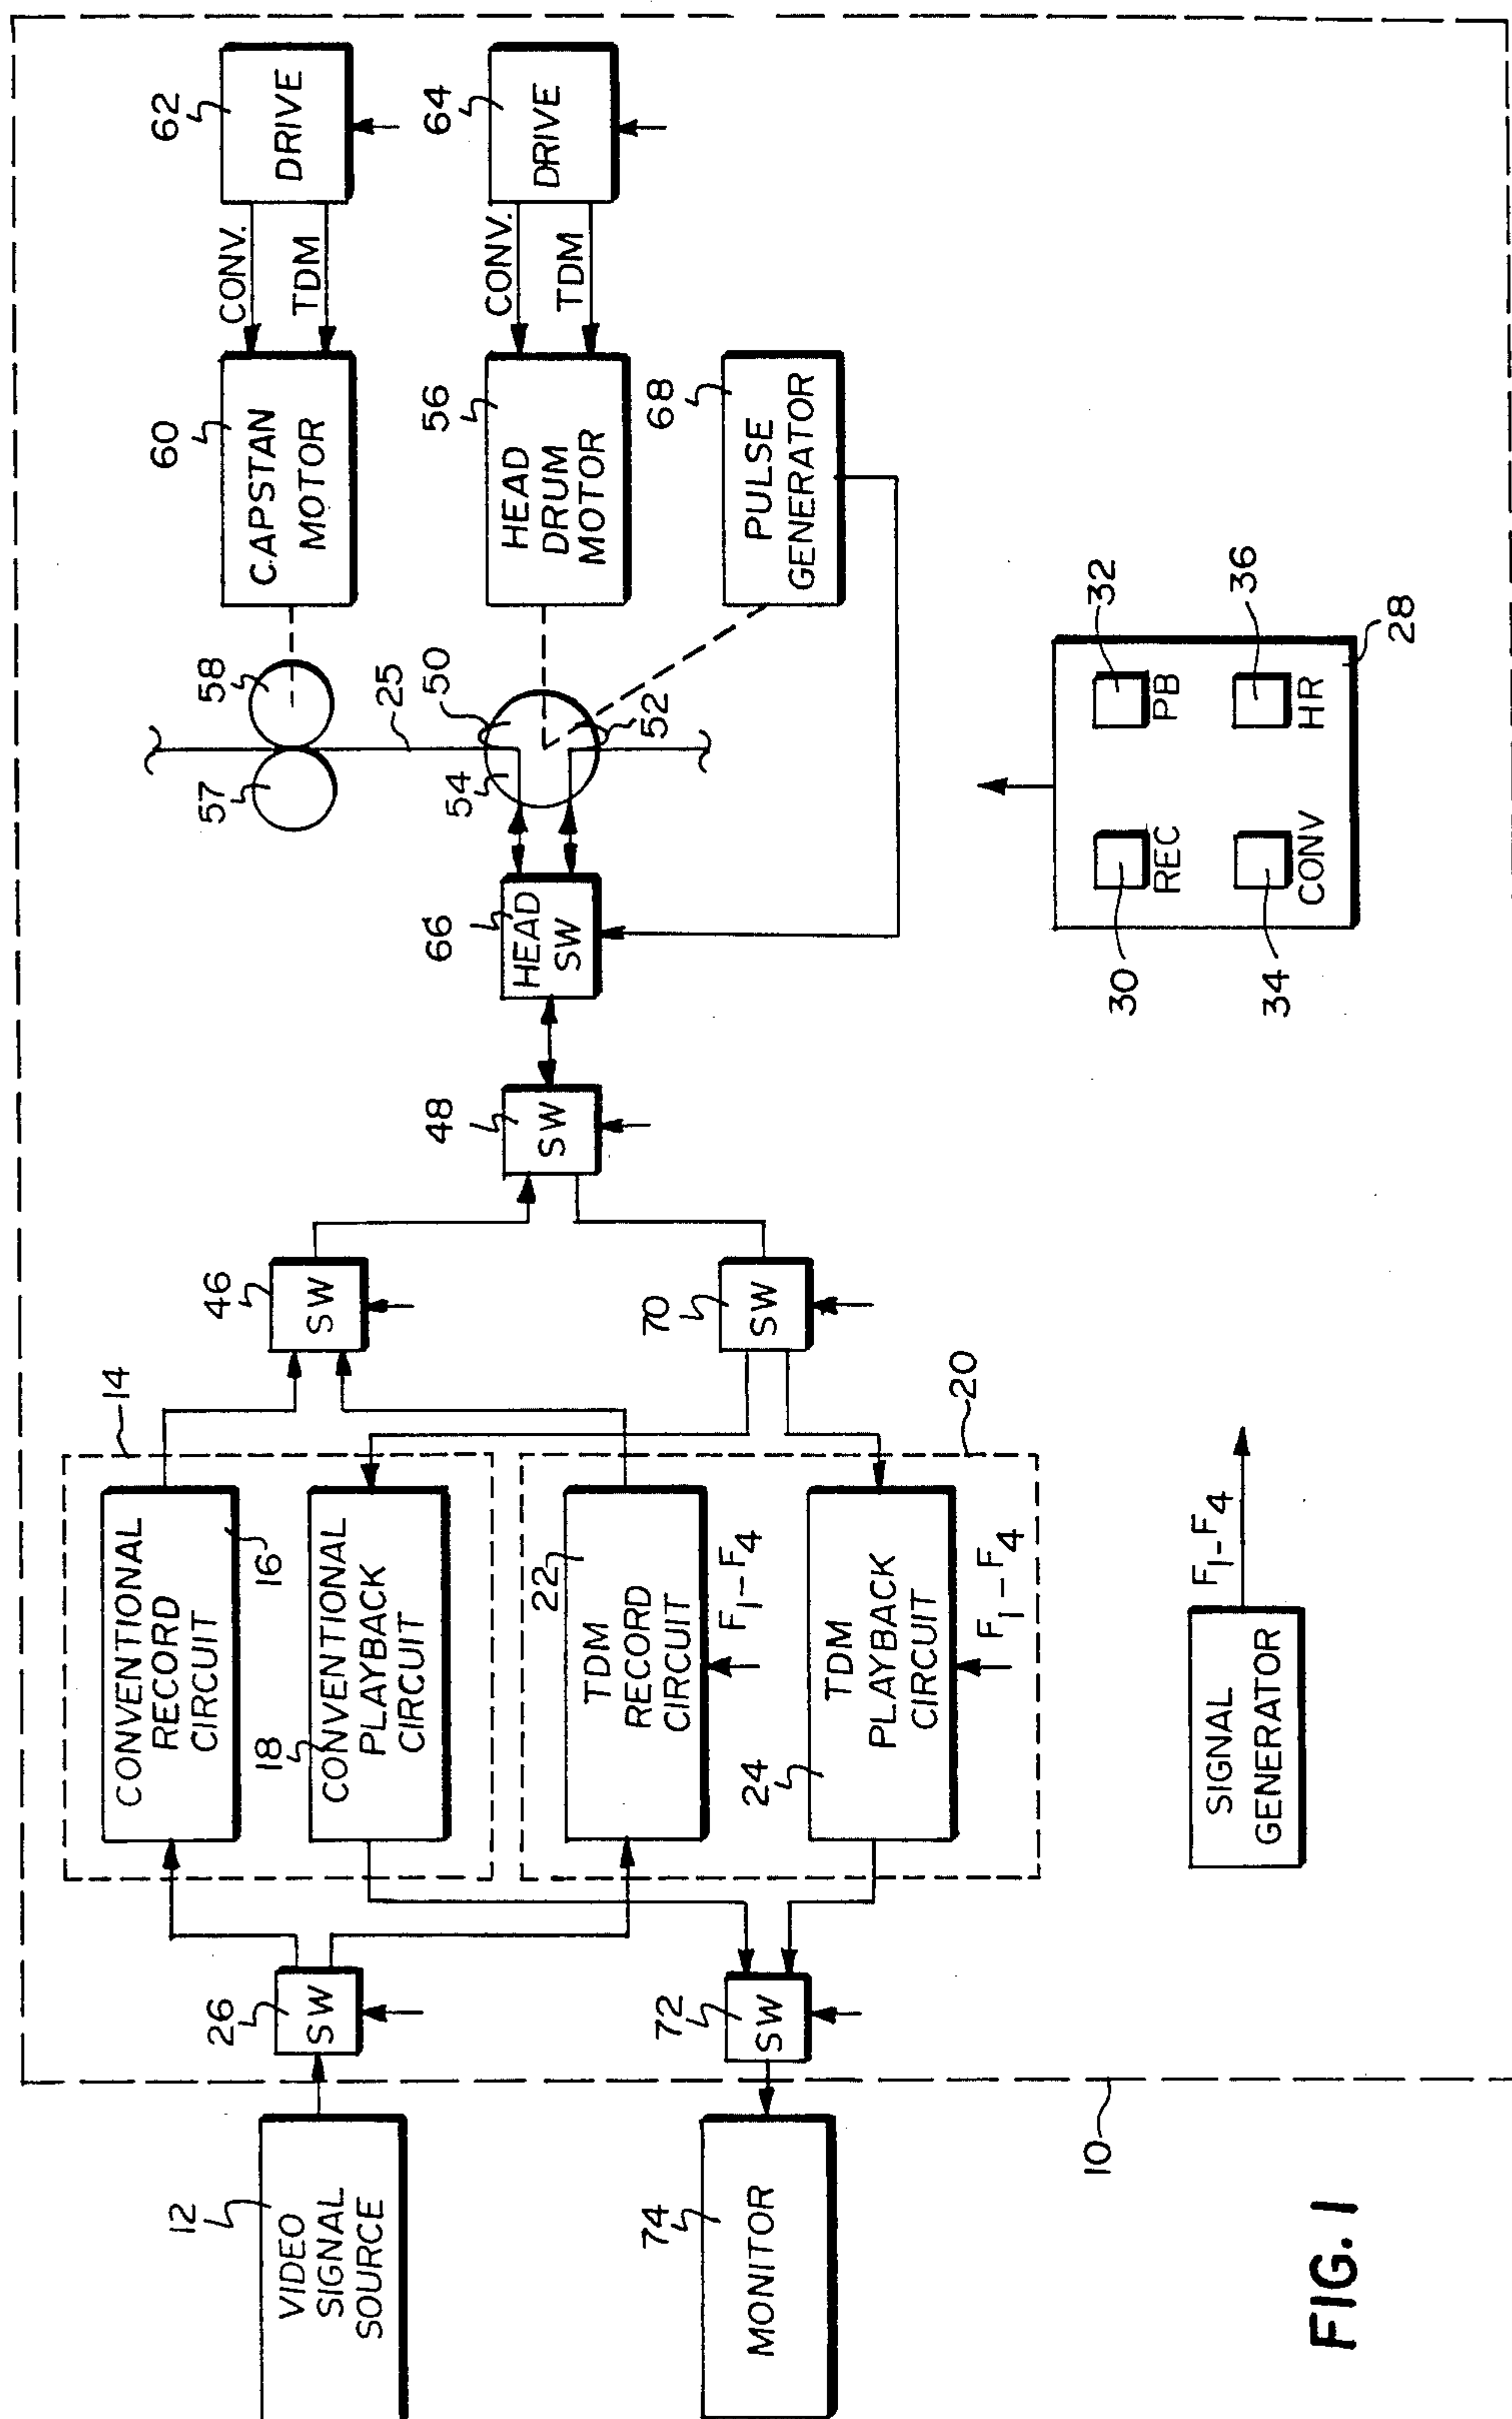 12
VIDEO
SIGNAL
SOURCE
74
MONITOR
10
26
SW
72
SW
14
CONVENTIONAL
RECORD
CIRCUIT
16
18
CONVENTIONAL
PLAYBACK
CIRCUIT
20
22
TDM
RECORD
CIRCUIT
F1-F4
24
TDM
PLAYBACK
CIRCUIT
F1-F4
SIGNAL
GENERATOR
F1-F4
46
SW
70
SW
48
SW
66
HEAD
SW
57
58
25
54
50
52
60
CAPSTAN
MOTOR
CONV.
TDM
62
DRIVE
56
HEAD
DRUM
MOTOR
CONV.
TDM
64
DRIVE
68
PULSE
GENERATOR
30
REC
32
PB
34
CONV
36
HR
28
FIG. 1